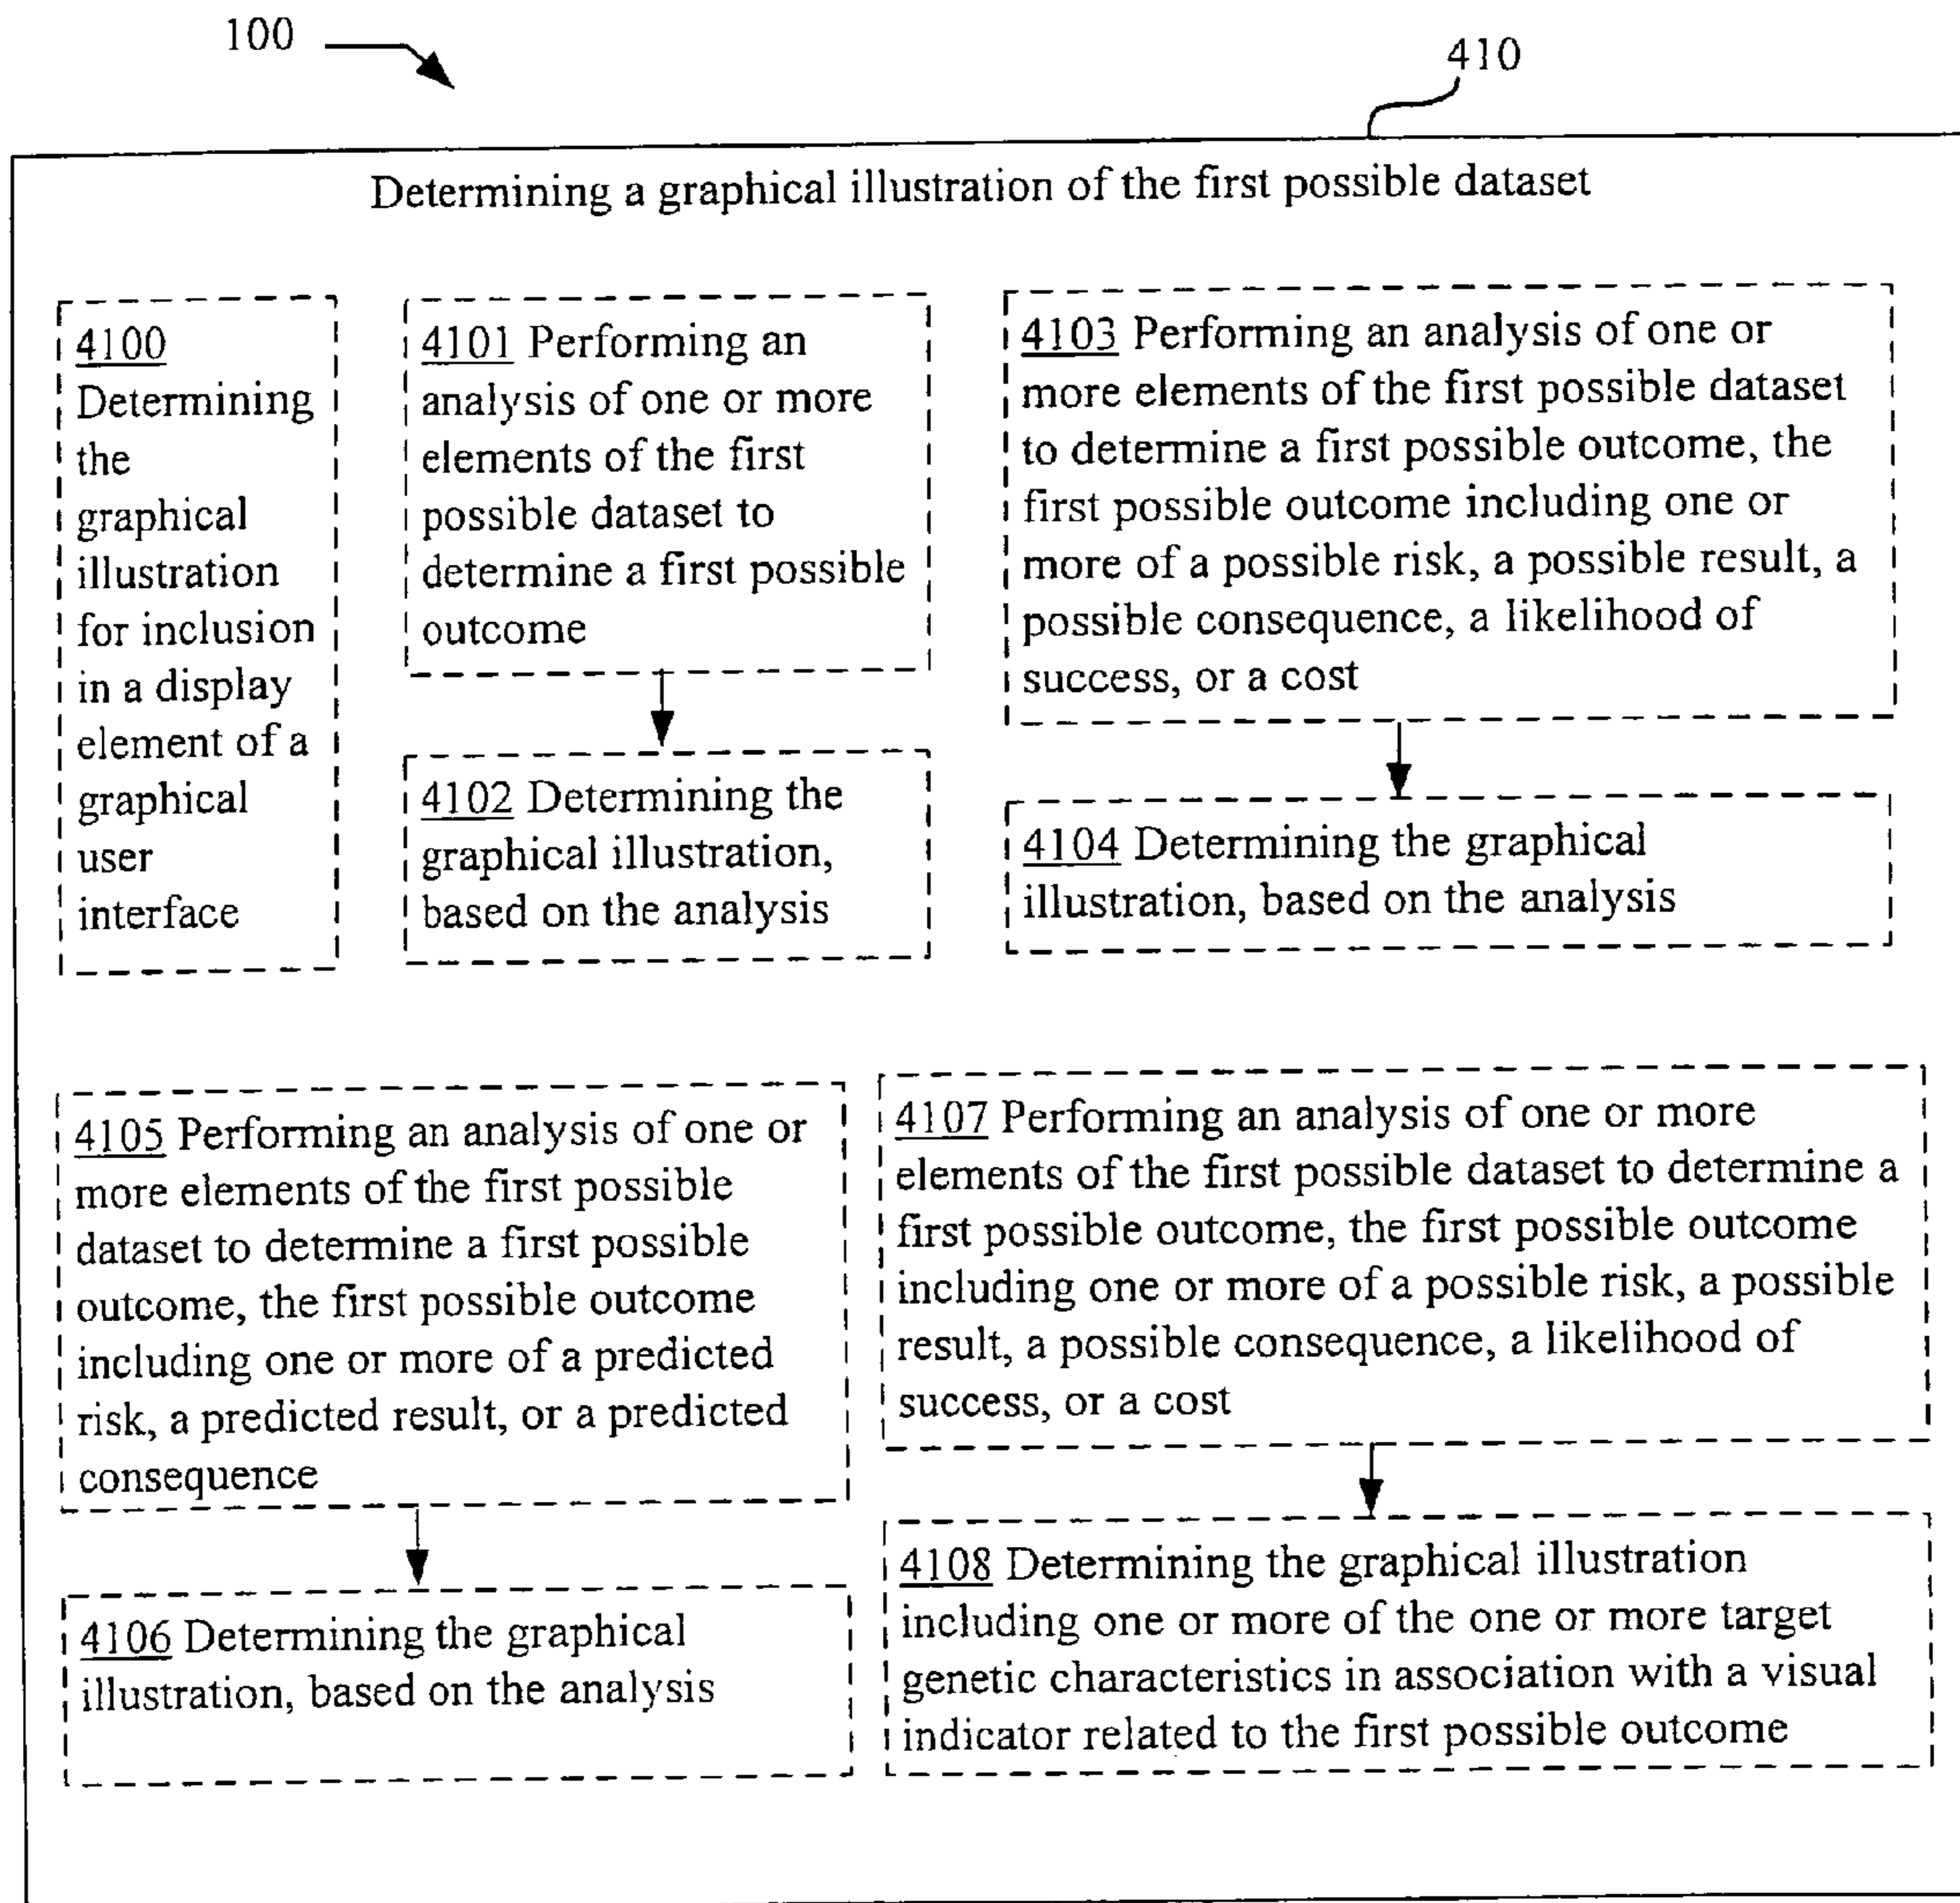 100
410
Determining a graphical illustration of the first possible dataset
4100
Determining
the
graphical
illustration
for inclusion
in a display
element of a
graphical
user
interface
4101 Performing an
analysis of one or more
elements of the first
possible dataset to
determine a first possible
outcome
4102 Determining the
graphical illustration,
based on the analysis
4103 Performing an analysis of one or
more elements of the first possible dataset
to determine a first possible outcome, the
first possible outcome including one or
more of a possible risk, a possible result, a
possible consequence, a likelihood of
success, or a cost
4104 Determining the graphical
illustration, based on the analysis
4105 Performing an analysis of one or
more elements of the first possible
dataset to determine a first possible
outcome, the first possible outcome
including one or more of a predicted
risk, a predicted result, or a predicted
consequence
4106 Determining the graphical
illustration, based on the analysis
4107 Performing an analysis of one or more
elements of the first possible dataset to determine a
first possible outcome, the first possible outcome
including one or more of a possible risk, a possible
result, a possible consequence, a likelihood of
success, or a cost
4108 Determining the graphical illustration
including one or more of the one or more target
genetic characteristics in association with a visual
indicator related to the first possible outcome